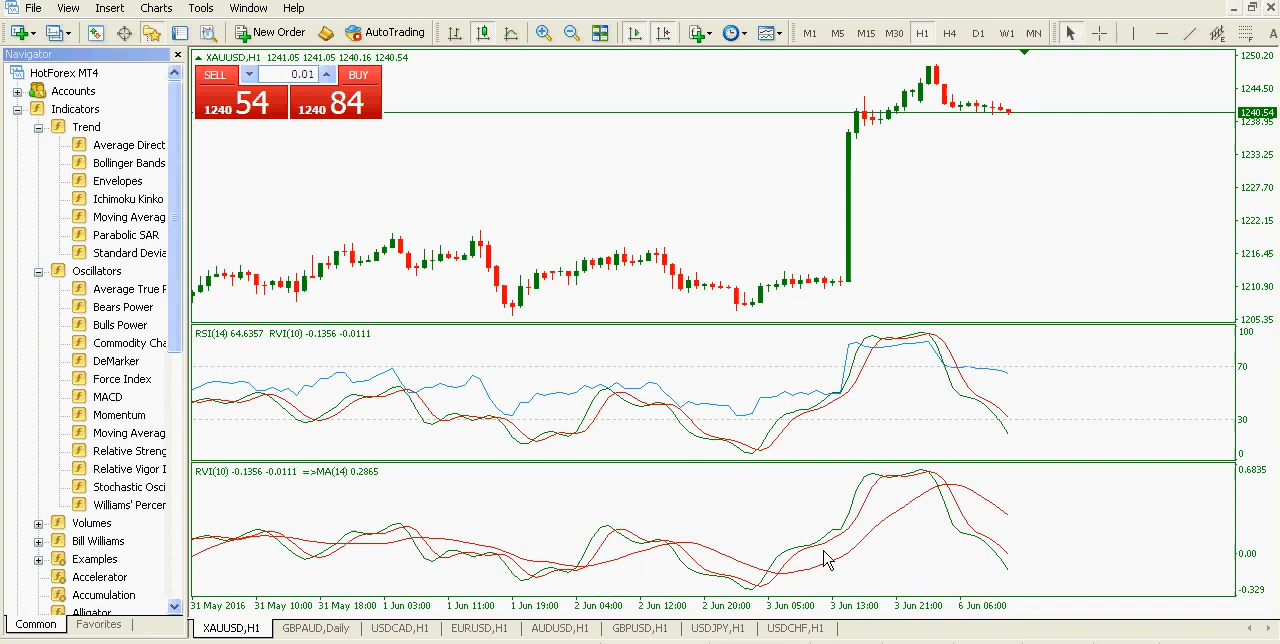 File View Insert Charts Tools Window Help
New Order AutoTrading M1 M5 M15 M30 H1 H4 D1 W1 MN A
Navigator
HotForex MT4
Accounts
Indicators
Trend
Average Direct
Bollinger Bands
Envelopes
Ichimoku Kinko
Moving Averag
Parabolic SAR
Standard Devia
Oscillators
Average True R
Bears Power
Bulls Power
Commodity Cha
DeMarker
Force Index
MACD
Momentum
Moving Averag
Relative Streng
Relative Vigor I
Stochastic Osci
Williams' Percen
Volumes
Bill Williams
Examples
Accelerator
Accumulation
Alligator
Common Favorites
XAUUSD,H1 1241.05 1241.05 1240.16 1240.54
SELL 0.01 BUY
1240 54 1240 84
1250.20
1244.50
1240.54
1238.95
1233.25
1227.70
1222.15
1216.45
1210.90
1205.35
RSI(14) 64.6357 RVI(10) -0.1356 -0.0111
100
70
30
0
RVI(10) -0.1356 -0.0111 =>MA(14) 0.2865
0.6835
0.00
-0.329
31 May 2016 31 May 10:00 31 May 18:00 1 Jun 03:00 1 Jun 11:00 1 Jun 19:00 2 Jun 04:00 2 Jun 12:00 2 Jun 20:00 3 Jun 05:00 3 Jun 13:00 3 Jun 21:00 6 Jun 06:00
XAUUSD,H1 GBPAUD,Daily USDCAD,H1 EURUSD,H1 AUDUSD,H1 GBPUSD,H1 USDJPY,H1 USDCHF,H1